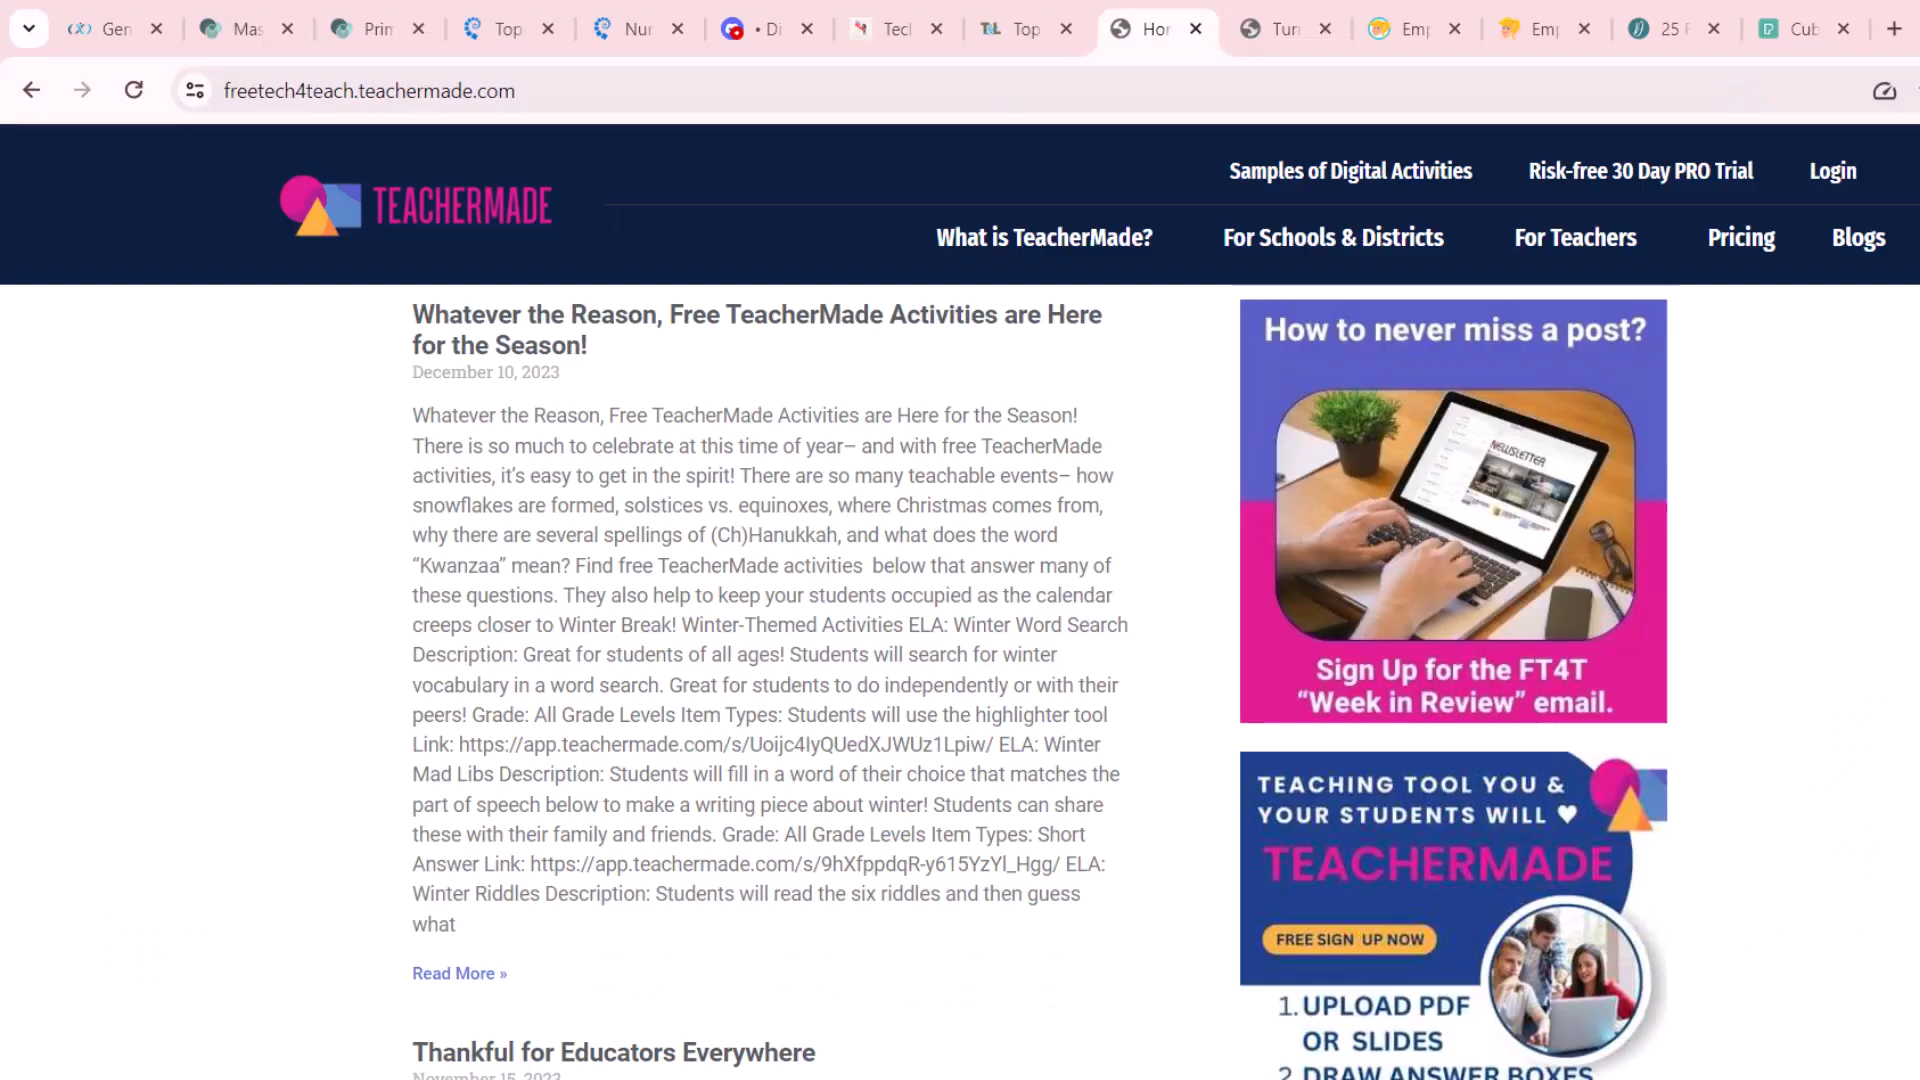 Gen
Mas
Prin
Top
Nur
• Di
Tech
T&L Top
Hor
Turn
Emp
Emp
25 F
Cub
freetech4teach.teachermade.com
TEACHERMADE
Samples of Digital Activities
Risk-free 30 Day PRO Trial
Login
What is TeacherMade?
For Schools & Districts
For Teachers
Pricing
Blogs
Whatever the Reason, Free TeacherMade Activities are Here
for the Season!
December 10, 2023
Whatever the Reason, Free TeacherMade Activities are Here for the Season!
There is so much to celebrate at this time of year– and with free TeacherMade
activities, it’s easy to get in the spirit! There are so many teachable events– how
snowflakes are formed, solstices vs. equinoxes, where Christmas comes from,
why there are several spellings of (Ch)Hanukkah, and what does the word
“Kwanzaa” mean? Find free TeacherMade activities  below that answer many of
these questions. They also help to keep your students occupied as the calendar
creeps closer to Winter Break! Winter-Themed Activities ELA: Winter Word Search
Description: Great for students of all ages! Students will search for winter
vocabulary in a word search. Great for students to do independently or with their
peers! Grade: All Grade Levels Item Types: Students will use the highlighter tool
Link: https://app.teachermade.com/s/Uoijc4IyQUedXJWUz1Lpiw/ ELA: Winter
Mad Libs Description: Students will fill in a word of their choice that matches the
part of speech below to make a writing piece about winter! Students can share
these with their family and friends. Grade: All Grade Levels Item Types: Short
Answer Link: https://app.teachermade.com/s/9hXfppdqR-y615YzYl_Hgg/ ELA:
Winter Riddles Description: Students will read the six riddles and then guess
what
Read More »
Thankful for Educators Everywhere
November 15, 2023
How to never miss a post?
NEWSLETTER
Sign Up for the FT4T
“Week in Review” email.
TEACHING TOOL YOU &
YOUR STUDENTS WILL ♥
TEACHERMADE
FREE SIGN UP NOW
1. UPLOAD PDF
OR SLIDES
2. DRAW ANSWER BOXES